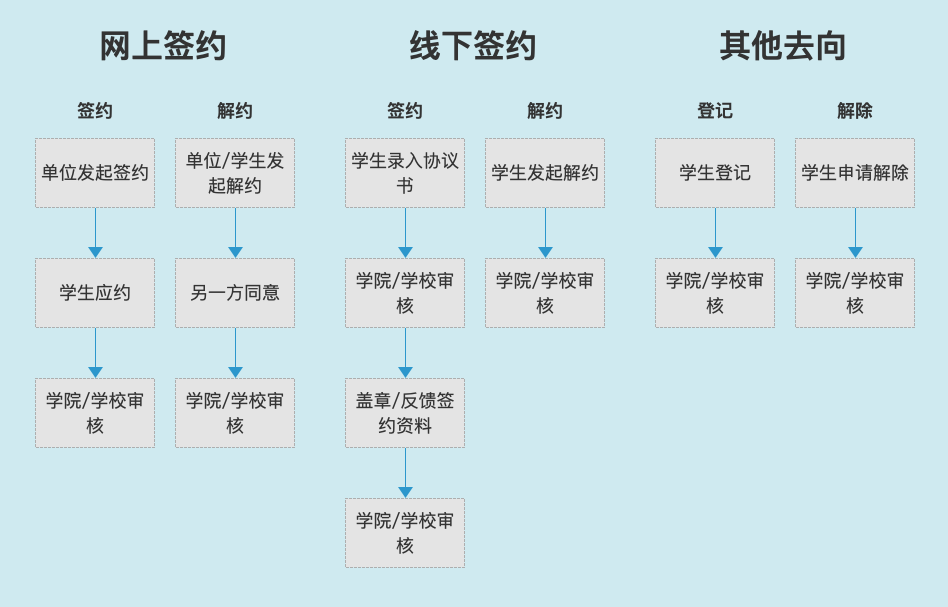 网上签约
签约
单位发起签约
学生应约
学院/学校审
核
解约
单位/学生发
起解约
另一方同意
学院/学校审
核
线下签约
签约
学生录入协议
书
学院/学校审
核
盖章/反馈签
约资料
学院/学校审
核
解约
学生发起解约
学院/学校审
核
其他去向
登记
学生登记
学院/学校审
核
解除
学生申请解除
学院/学校审
核